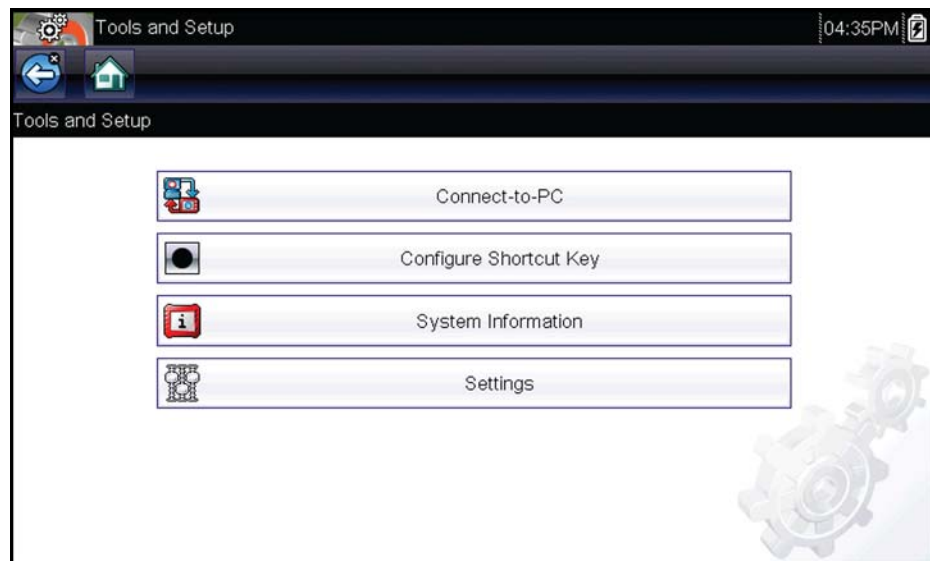 Tools and Setup
04:35PM
Tools and Setup
Connect-to-PC
Configure Shortcut Key
System Information
Settings